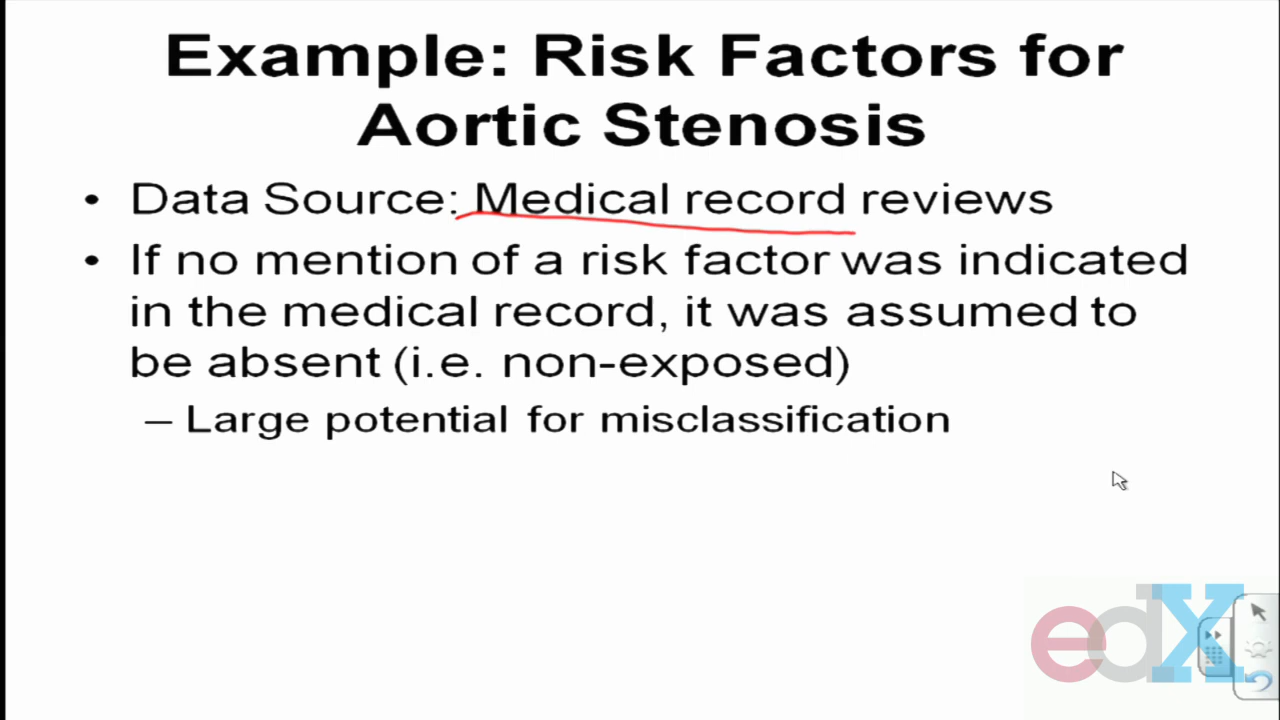 Example: Risk Factors for
Aortic Stenosis
• Data Source: Medical record reviews
• If no mention of a risk factor was indicated
in the medical record, it was assumed to
be absent (i.e. non-exposed)
– Large potential for misclassification
edX